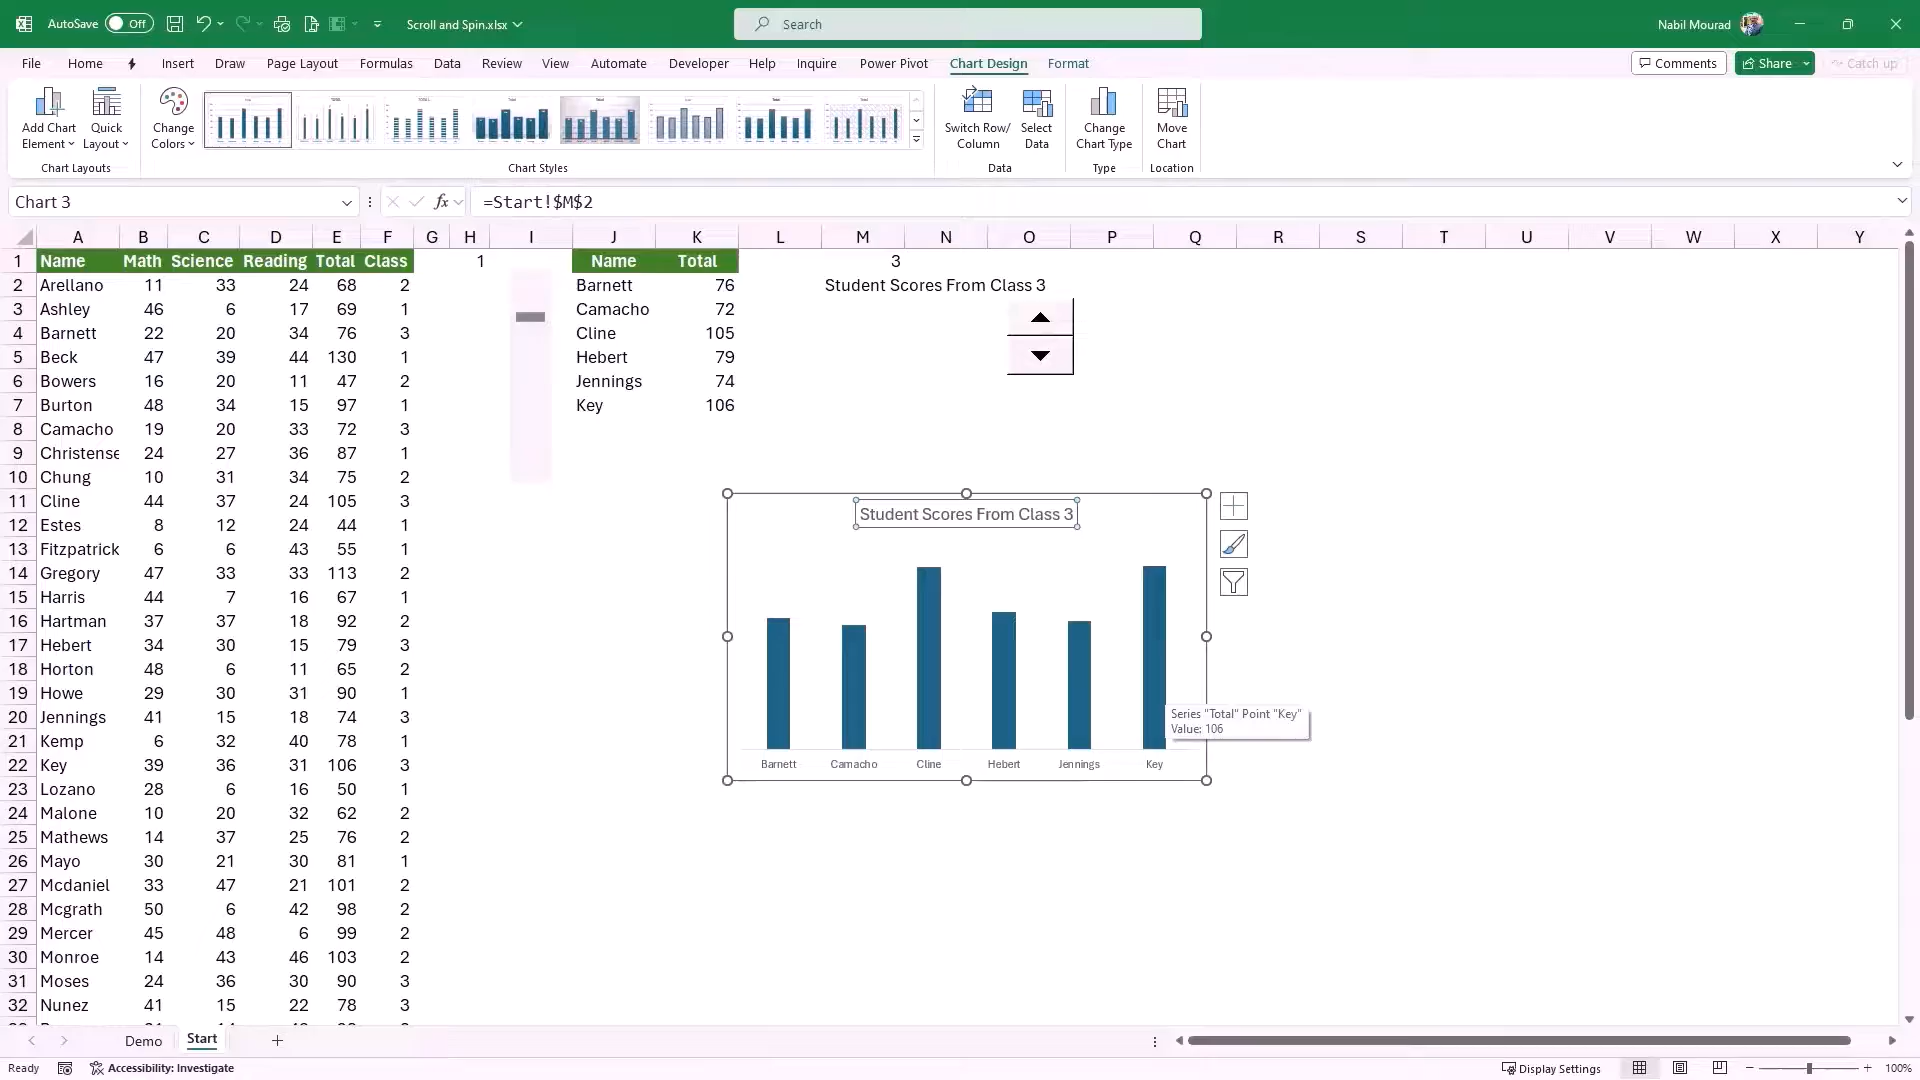 AutoSave Off Scroll and Spin.xlsx Search Nabil Mourad
File Home Insert Draw Page Layout Formulas Data Review View Automate Developer Help Inquire Power Pivot Chart Design Format Comments Share Catch up
Add Chart Element Quick Layout Change Colors Switch Row/ Column Select Data Change Chart Type Move Chart
Chart Layouts Chart Styles Data Type Location
Chart 3 fx =Start!$M$2
A B C D E F G H I J K L M N O P Q R S T U V W X Y
1 Name Math Science Reading Total Class 1 Name Total 3
2 Arellano 11 33 24 68 2 Barnett 76 Student Scores From Class 3
3 Ashley 46 6 17 69 1 Camacho 72
4 Barnett 22 20 34 76 3 Cline 105
5 Beck 47 39 44 130 1 Hebert 79
6 Bowers 16 20 11 47 2 Jennings 74
7 Burton 48 34 15 97 1 Key 106
8 Camacho 19 20 33 72 3
9 Christense 24 27 36 87 1
10 Chung 10 31 34 75 2
11 Cline 44 37 24 105 3
12 Estes 8 12 24 44 1
13 Fitzpatrick 6 6 43 55 1
14 Gregory 47 33 33 113 2
15 Harris 44 7 16 67 1
16 Hartman 37 37 18 92 2
17 Hebert 34 30 15 79 3
18 Horton 48 6 11 65 2
19 Howe 29 30 31 90 1
20 Jennings 41 15 18 74 3
21 Kemp 6 32 40 78 1
22 Key 39 36 31 106 3
23 Lozano 28 6 16 50 1
24 Malone 10 20 32 62 2
25 Mathews 14 37 25 76 2
26 Mayo 30 21 30 81 1
27 Mcdaniel 33 47 21 101 2
28 Mcgrath 50 6 42 98 2
29 Mercer 45 48 6 99 2
30 Monroe 14 43 46 103 2
31 Moses 24 36 30 90 3
32 Nunez 41 15 22 78 3
Student Scores From Class 3
Series "Total" Point "Key"
Value: 106
Barnett Camacho Cline Hebert Jennings Key
Demo Start
Ready Accessibility: Investigate Display Settings 100%